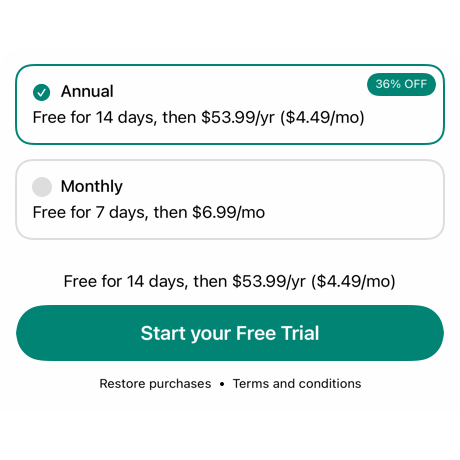 Annual
36% OFF
Free for 14 days, then $53.99/yr ($4.49/mo)
Monthly
Free for 7 days, then $6.99/mo
Free for 14 days, then $53.99/yr ($4.49/mo)
Start your Free Trial
Restore purchases • Terms and conditions